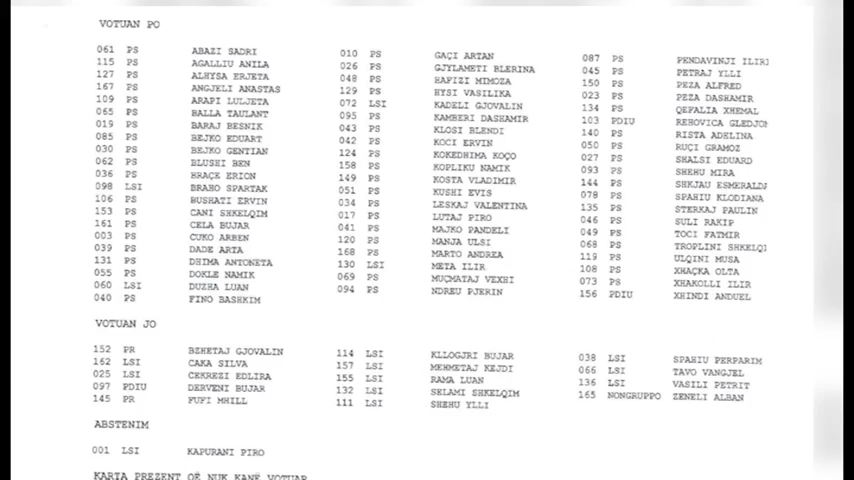 VOTUAN PO
061 PS ABAZI SADRI 010 PS GAÇI ARTAN 087 PS PENDAVINJI ILIRI
115 PS AGALLIU ANILA 026 PS GJYLAMETI BLERINA 045 PS PETRAJ YLLI
127 PS ALHYSA ERJETA 048 PS HAFIZI MIMOZA 150 PS PEZA ALFRED
167 PS ANGJELI ANASTAS 129 PS HYSI VASILIKA 023 PS PEZA DASHAMIR
109 PS ARAPI LULJETA 072 LSI KADELI GJOVALIN 134 PS QEFALIA XHEMAL
065 PS BALLA TAULANT 095 PS KAMBERI DASHAMIR 103 PDIU REHOVICA GLEDJON
019 PS BARAJ BESNIK 043 PS KLOSI BLENDI 140 PS RISTA ADELINA
085 PS BEJKO EDUART 042 PS KOCI ERVIN 050 PS RUÇI GRAMOZ
030 PS BEJKO GENTIAN 124 PS KOKEDHIMA KOÇO 027 PS SHALSI EDUARD
062 PS BLUSHI BEN 158 PS KOPLIKU NAMIK 093 PS SHEHU MIRA
036 PS BRAÇE ERION 149 PS KOSTA VLADIMIR 144 PS SHKJAU ESMERALDA
098 LSI BRAHO SPARTAK 051 PS KUSHI EVIS 078 PS SPAHIU KLODIANA
106 PS BUSHATI ERVIN 034 PS LESKAJ VALENTINA 135 PS STERKAJ PAULIN
153 PS CANI SHKELQIM 017 PS LUTAJ PIRO 046 PS SULI RAKIP
161 PS CELA BUJAR 041 PS MAJKO PANDELI 049 PS TOCI FATMIR
003 PS CUKO ARBEN 120 PS MANJA ULSI 068 PS TROPLINI SHKELQI
039 PS DADE ARTA 168 PS MARTO ANDREA 119 PS ULQINI MUSA
131 PS DHIMA ANTONETA 130 LSI META ILIR 108 PS XHAÇKA OLTA
055 PS DOKLE NAMIK 069 PS MUÇMATAJ VEXHI 073 PS XHAKOLLI ILIR
060 LSI DUZHA LUAN 094 PS NDREU PJERIN 156 PDIU XHINDI ANDUEL
040 PS FINO BASHKIM
VOTUAN JO
152 PR BZHETAJ GJOVALIN 114 LSI KLLOGJRI BUJAR 038 LSI SPAHIU PERPARIM
162 LSI CAKA SILVA 157 LSI MEHMETAJ KEJDI 066 LSI TAVO VANGJEL
025 LSI CEKREZI EDLIRA 155 LSI RAMA LUAN 136 LSI VASILI PETRIT
097 PDIU DERVENI BUJAR 132 LSI SELAMI SHKELQIM 165 NONGRUPPO ZENELI ALBAN
145 PR FUFI MHILL 111 LSI SHEHU YLLI
ABSTENIM
001 LSI KAPURANI PIRO
KARTA PREZENT QË NUK KANË VOTUAR